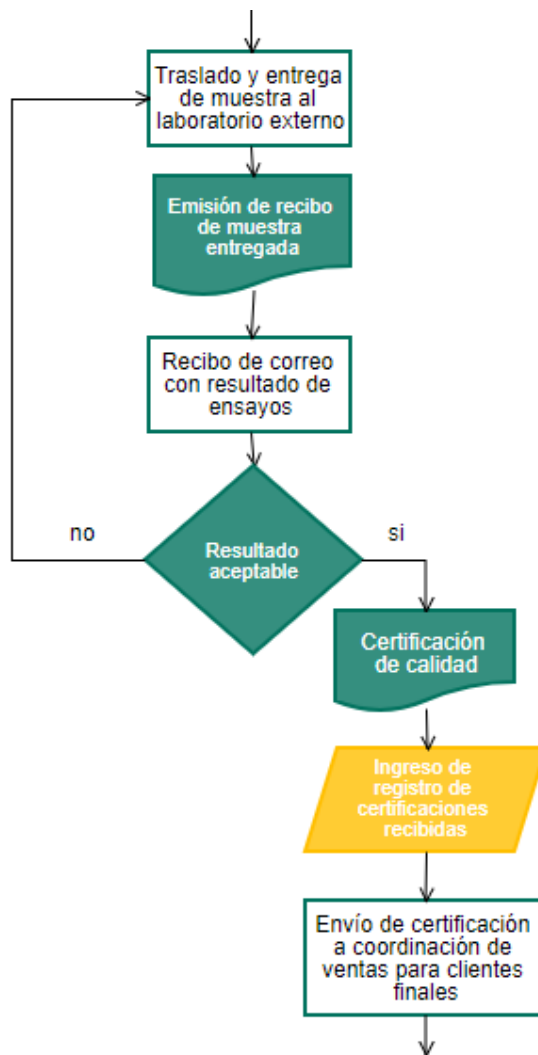 Traslado y entrega
de muestra al
laboratorio externo
Emisión de recibo
de muestra
entregada
Recibo de correo
con resultado de
ensayos
no
si
Resultado
aceptable
Certificación
de calidad
Ingreso de
registro de
certificaciones
recibidas
Envío de certificación
a coordinación de
ventas para clientes
finales